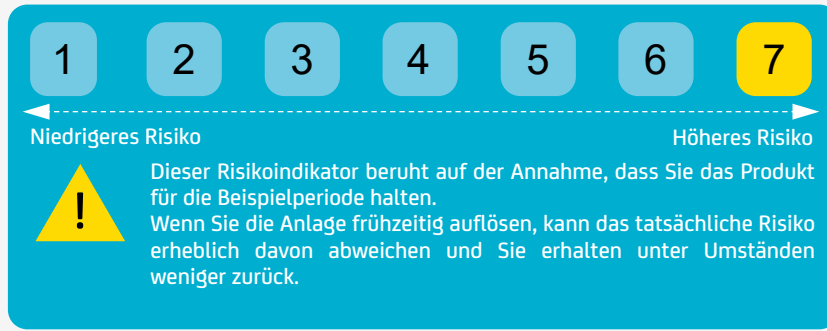 1 2 3 4 5 6 7
Niedrigeres Risiko Höheres Risiko
!
Dieser Risikoindikator beruht auf der Annahme, dass Sie das Produkt
für die Beispielperiode halten.
Wenn Sie die Anlage frühzeitig auflösen, kann das tatsächliche Risiko
erheblich davon abweichen und Sie erhalten unter Umständen
weniger zurück.